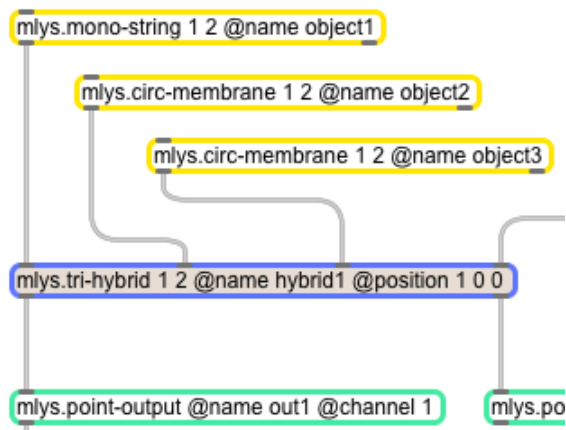 mlys.mono-string 1 2 @name object1
mlys.circ-membrane 1 2 @name object2
mlys.circ-membrane 1 2 @name object3
mlys.tri-hybrid 1 2 @name hybrid1 @position 1 0 0
mlys.point-output @name out1 @channel 1
mlys.po